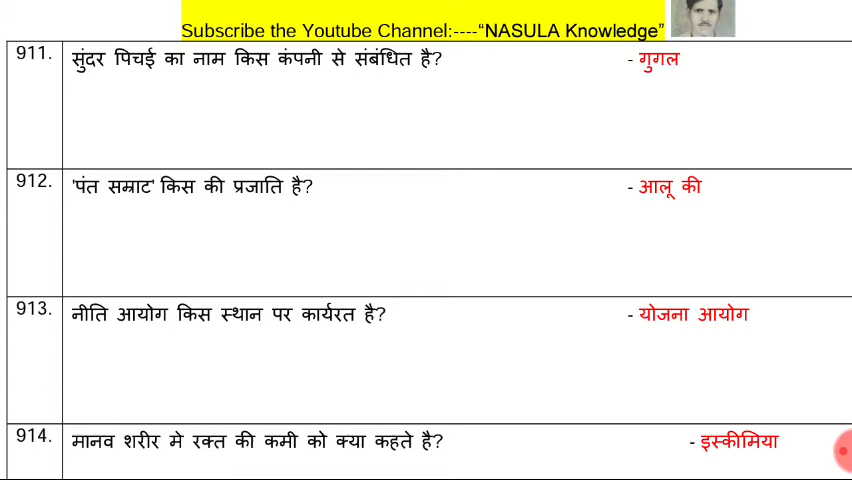 Subscribe the Youtube Channel:----“NASULA Knowledge”
911. सुंदर पिचई का नाम किस कंपनी से संबंधित है? - गुगल
912. 'पंत सम्राट' किस की प्रजाति है? - आलू की
913. नीति आयोग किस स्थान पर कार्यरत है? - योजना आयोग
914. मानव शरीर मे रक्त की कमी को क्या कहते है? - इस्कीमिया